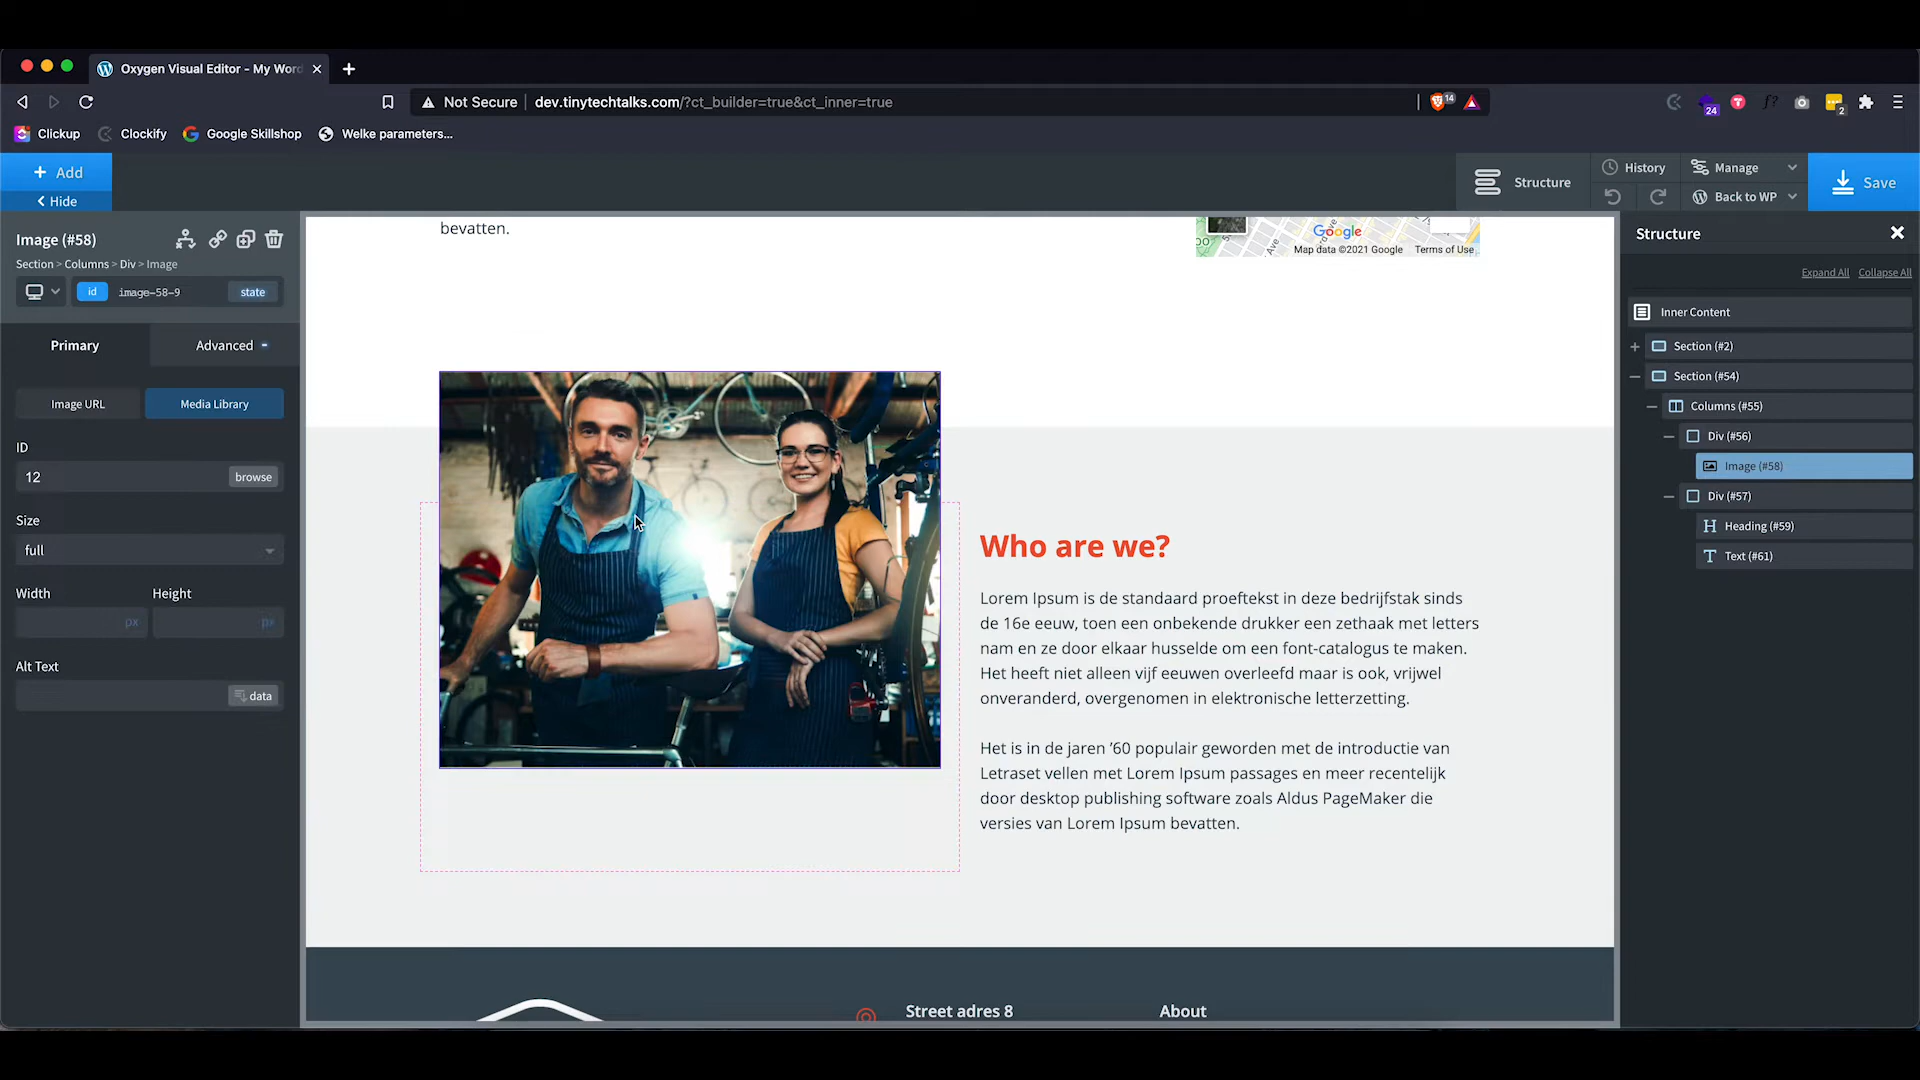 Oxygen Visual Editor - My Word
Not Secure
dev.tinytechtalks.com/?ct_builder=true&ct_inner=true
14
24
f?
2
Clickup
Clockify
Google Skillshop
Welke parameters...
+ Add
Hide
Structure
History
Manage
Back to WP
Save
Image (#58)
Section > Columns > Div > Image
id
image-58-9
state
Primary
Advanced
Image URL
Media Library
ID
12
browse
Size
full
Width
Height
px
px
Alt Text
data
bevatten.
Ave
Google
Map data ©2021 Google
Terms of Use
Who are we?
Lorem Ipsum is de standaard proeftekst in deze bedrijfstak sinds
de 16e eeuw, toen een onbekende drukker een zethaak met letters
nam en ze door elkaar husselde om een font-catalogus te maken.
Het heeft niet alleen vijf eeuwen overleefd maar is ook, vrijwel
onveranderd, overgenomen in elektronische letterzetting.
Het is in de jaren ’60 populair geworden met de introductie van
Letraset vellen met Lorem Ipsum passages en meer recentelijk
door desktop publishing software zoals Aldus PageMaker die
versies van Lorem Ipsum bevatten.
Street adres 8
About
Structure
Expand All
Collapse All
Inner Content
Section (#2)
Section (#54)
Columns (#55)
Div (#56)
Image (#58)
Div (#57)
H Heading (#59)
T Text (#61)